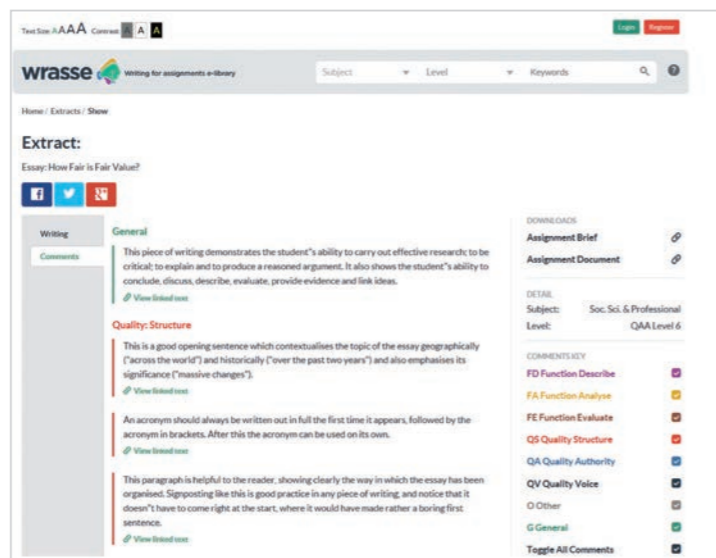 Text Size AAAA Contrast A A A
Login Register
wrasse Writing for assignments e-library
Subject Level Keywords
Home / Extracts / Show
Extract:
Essay: How Fair is Fair Value?
Writing
Comments
General
This piece of writing demonstrates the student"s ability to carry out effective research; to be
critical; to explain and to produce a reasoned argument. It also shows the student"s ability to
conclude, discuss, describe, evaluate, provide evidence and link ideas.
View linked text
Quality: Structure
This is a good opening sentence which contextualises the topic of the essay geographically
("across the world") and historically ("over the past two years") and also emphasises its
significance ("massive changes").
View linked text
An acronym should always be written out in full the first time it appears, followed by the
acronym in brackets. After this the acronym can be used on its own.
View linked text
This paragraph is helpful to the reader, showing clearly the way in which the essay has been
organised. Signposting like this is good practice in any piece of writing, and notice that it
doesn"t have to come right at the start, where it would have made rather a boring first
sentence.
View linked text
DOWNLOADS
Assignment Brief
Assignment Document
DETAIL
Subject: Soc. Sci. & Professional
Level: QAA Level 6
COMMENTS KEY
FD Function Describe
FA Function Analyse
FE Function Evaluate
QS Quality Structure
QA Quality Authority
QV Quality Voice
O Other
G General
Toggle All Comments